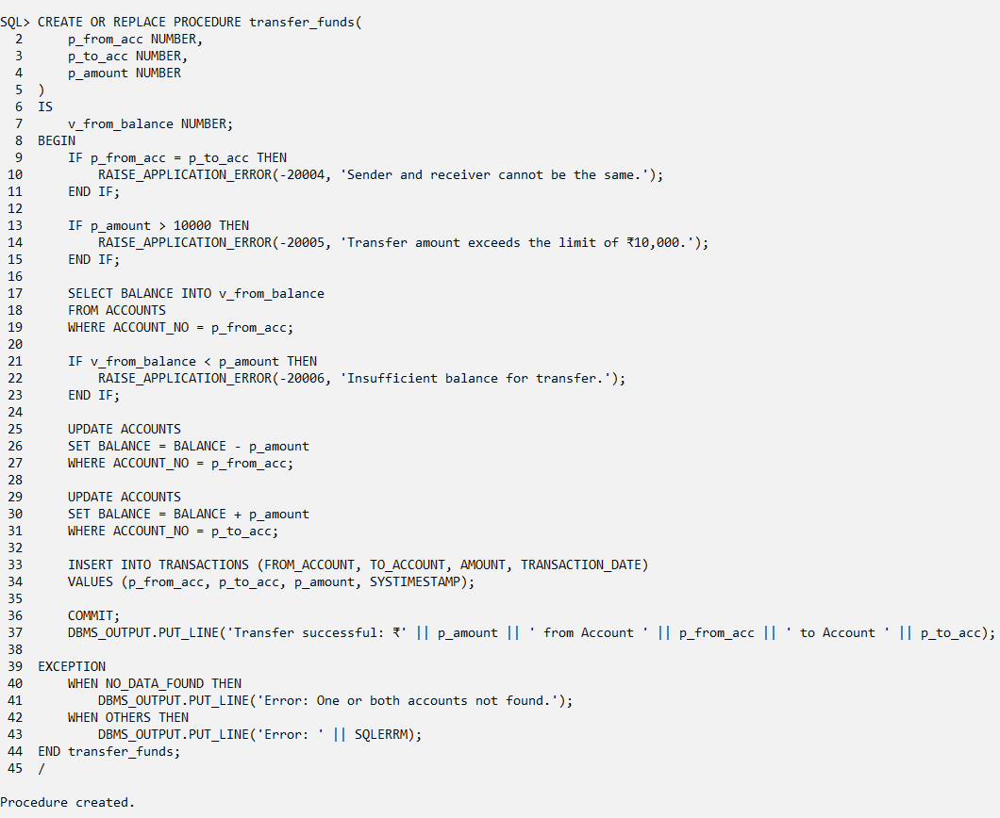 SQL> CREATE OR REPLACE PROCEDURE transfer_funds(
  2      p_from_acc NUMBER,
  3      p_to_acc NUMBER,
  4      p_amount NUMBER
  5  )
  6  IS
  7      v_from_balance NUMBER;
  8  BEGIN
  9      IF p_from_acc = p_to_acc THEN
 10          RAISE_APPLICATION_ERROR(-20004, 'Sender and receiver cannot be the same.');
 11      END IF;
 12
 13      IF p_amount > 10000 THEN
 14          RAISE_APPLICATION_ERROR(-20005, 'Transfer amount exceeds the limit of ₹10,000.');
 15      END IF;
 16
 17      SELECT BALANCE INTO v_from_balance
 18      FROM ACCOUNTS
 19      WHERE ACCOUNT_NO = p_from_acc;
 20
 21      IF v_from_balance < p_amount THEN
 22          RAISE_APPLICATION_ERROR(-20006, 'Insufficient balance for transfer.');
 23      END IF;
 24
 25      UPDATE ACCOUNTS
 26      SET BALANCE = BALANCE - p_amount
 27      WHERE ACCOUNT_NO = p_from_acc;
 28
 29      UPDATE ACCOUNTS
 30      SET BALANCE = BALANCE + p_amount
 31      WHERE ACCOUNT_NO = p_to_acc;
 32
 33      INSERT INTO TRANSACTIONS (FROM_ACCOUNT, TO_ACCOUNT, AMOUNT, TRANSACTION_DATE)
 34      VALUES (p_from_acc, p_to_acc, p_amount, SYSTIMESTAMP);
 35
 36      COMMIT;
 37      DBMS_OUTPUT.PUT_LINE('Transfer successful: ₹' || p_amount || ' from Account ' || p_from_acc || ' to Account ' || p_to_acc);
 38
 39  EXCEPTION
 40      WHEN NO_DATA_FOUND THEN
 41          DBMS_OUTPUT.PUT_LINE('Error: One or both accounts not found.');
 42      WHEN OTHERS THEN
 43          DBMS_OUTPUT.PUT_LINE('Error: ' || SQLERRM);
 44  END transfer_funds;
 45  /

Procedure created.